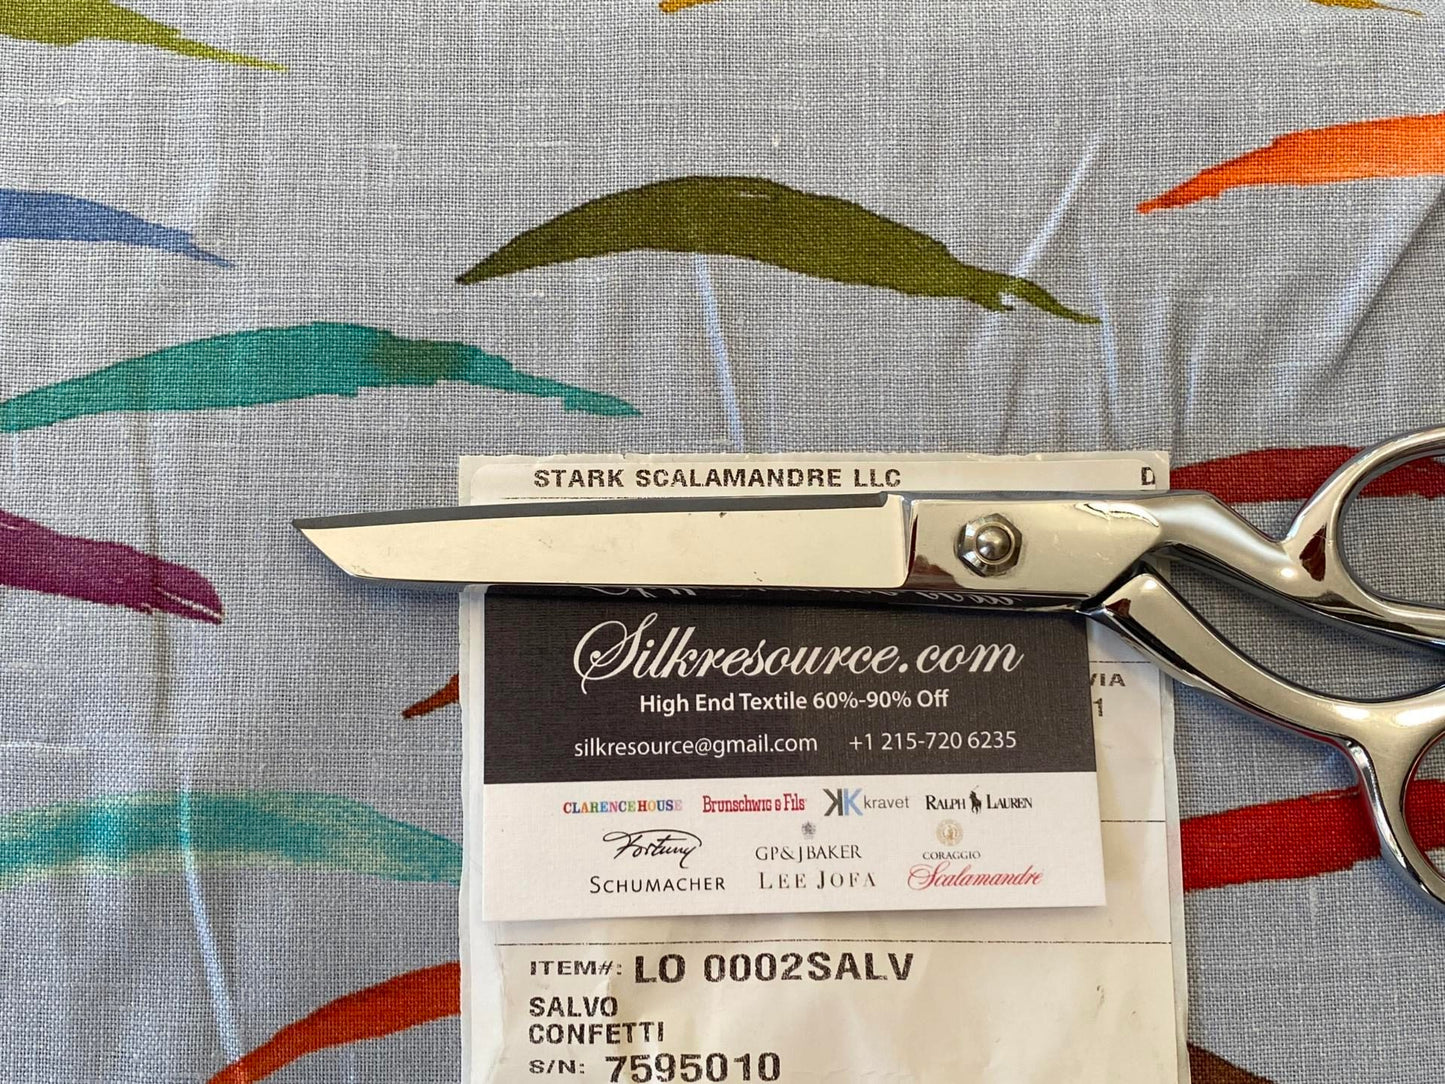 STARK SCALAMANDRE LLC D
Silkresource.com
High End Textile 60%-90% Off
silkresource@gmail.com +1 215-720 6235
VIA
1
CLARENCE HOUSE Brunschwig & Fils kravet RALPH LAUREN
Fortuny GP & J BAKER CORAGGIO
SCHUMACHER LEE JOFA Scalamandré
ITEM#: LO 0002SALV
SALVO
CONFETTI
S/N: 7595010